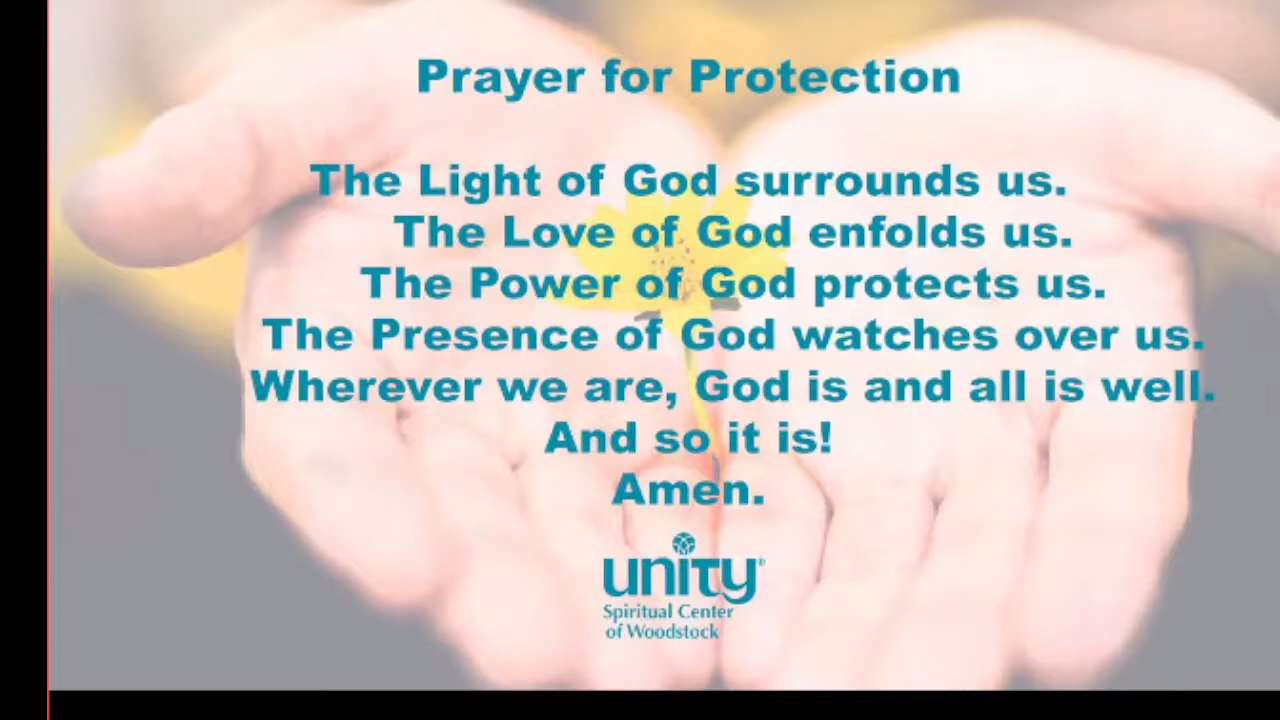 Prayer for Protection
The Light of God surrounds us.
The Love of God enfolds us.
The Power of God protects us.
The Presence of God watches over us.
Wherever we are, God is and all is well.
And so it is!
Amen.
unity®
Spiritual Center
of Woodstock